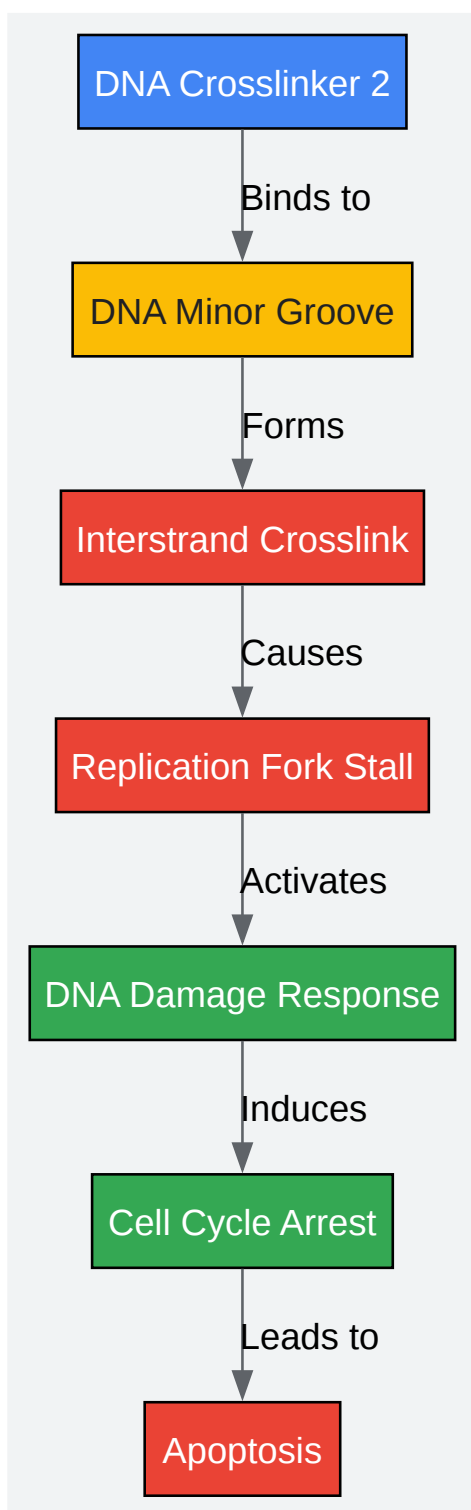 DNA Crosslinker 2
Binds to
DNA Minor Groove
Forms
Interstrand Crosslink
Causes
Replication Fork Stall
Activates
DNA Damage Response
Induces
Cell Cycle Arrest
Leads to
Apoptosis